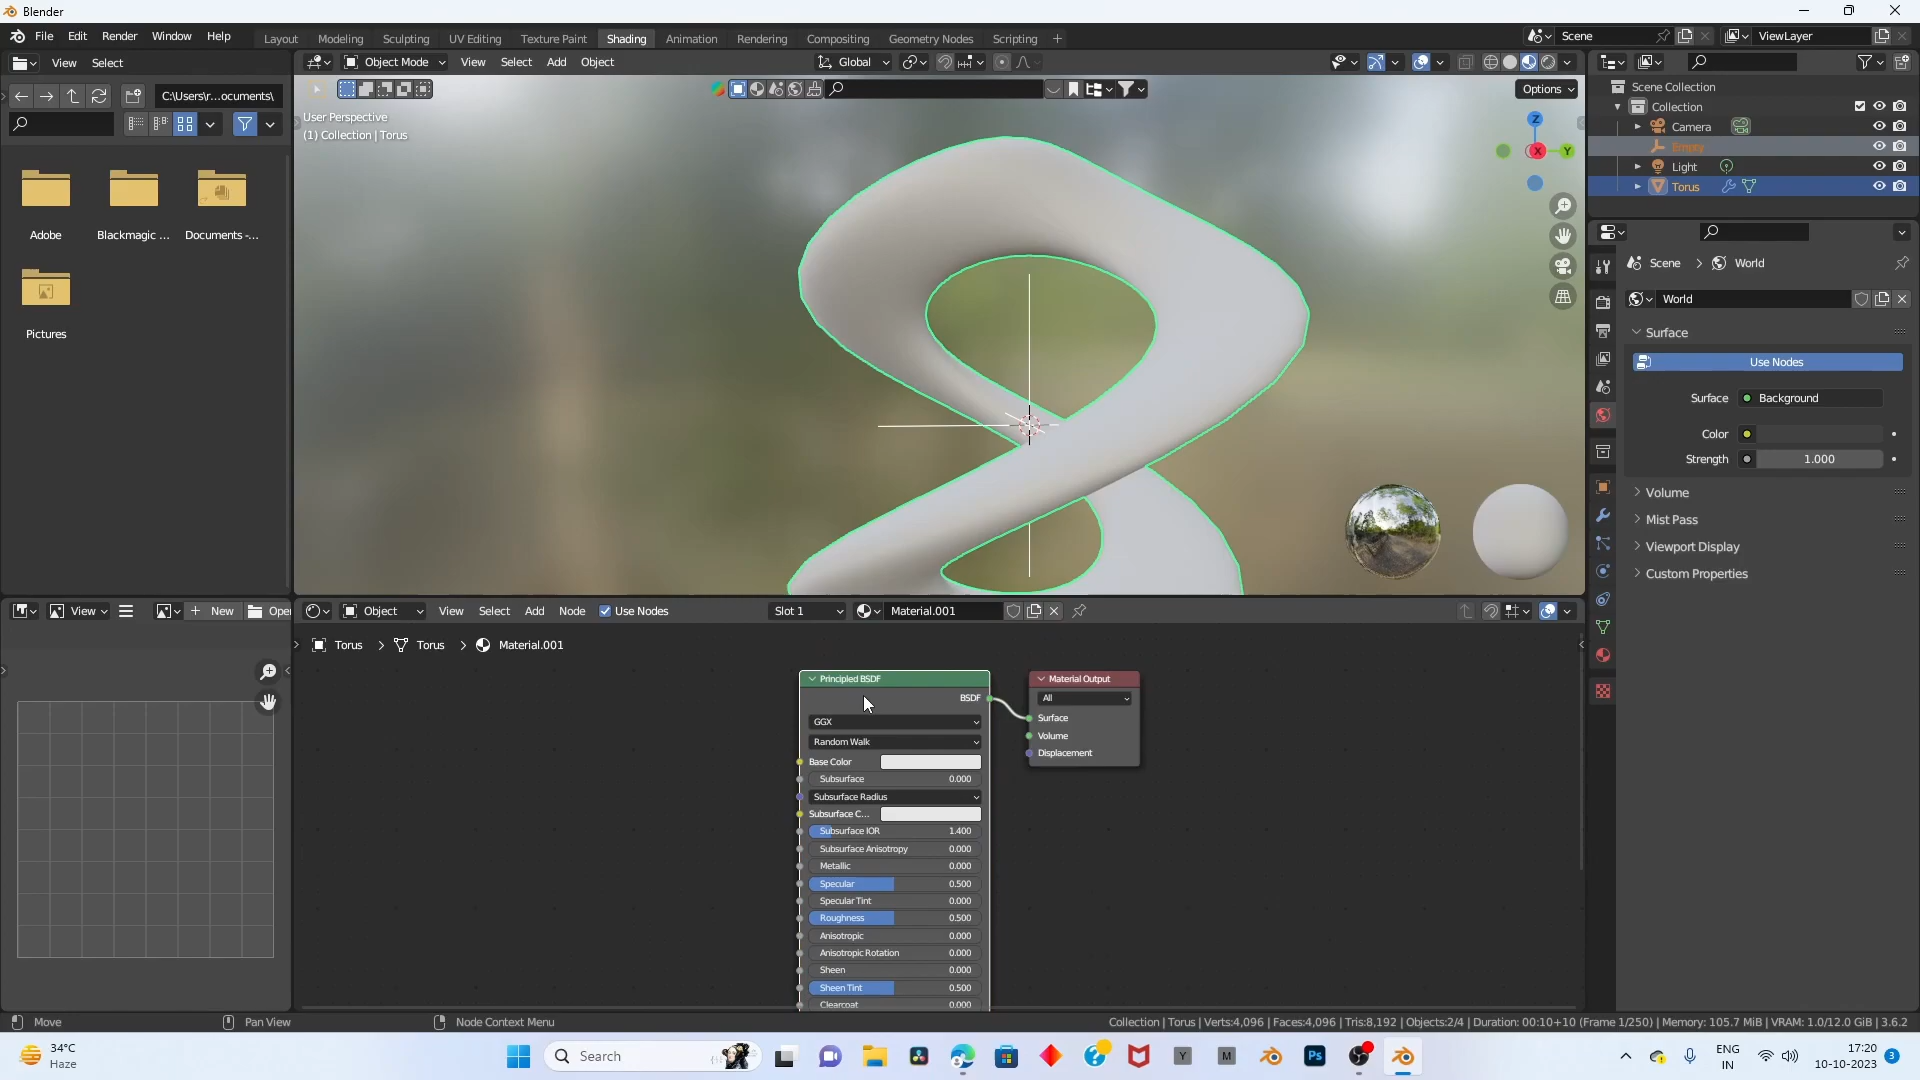 Blender
File Edit Render Window Help
Layout Modeling Sculpting UV Editing Texture Paint Shading Animation Rendering Compositing Geometry Nodes Scripting +
Scene
ViewLayer
View Select
Object Mode View Select Add Object
Global
C:\Users\r...ocuments\
Options
User Perspective
(1) Collection | Torus
Z
X
Y
Adobe
Blackmagic ...
Documents -...
Pictures
Scene Collection
Collection
Camera
Empty
Light
Torus
Scene > World
World
Surface
Use Nodes
Surface Background
Color
Strength 1.000
Volume
Mist Pass
Viewport Display
Custom Properties
View + New Oper
Object View Select Add Node Use Nodes
Slot 1
Material.001
Torus > Torus > Material.001
Principled BSDF
BSDF
GGX
Random Walk
Base Color
Subsurface 0.000
Subsurface Radius
Subsurface C...
Subsurface IOR 1.400
Subsurface Anisotropy 0.000
Metallic 0.000
Specular 0.500
Specular Tint 0.000
Roughness 0.500
Anisotropic 0.000
Anisotropic Rotation 0.000
Sheen 0.000
Sheen Tint 0.500
Clearcoat 0.000
Material Output
All
Surface
Volume
Displacement
Move
Pan View
Node Context Menu
Collection | Torus | Verts:4,096 | Faces:4,096 | Tris:8,192 | Objects:2/4 | Duration: 00:10+10 (Frame 1/250) | Memory: 105.7 MiB | VRAM: 1.0/12.0 GiB | 3.6.2
34°C
Haze
Search
Y
M
Ps
ENG
IN
17:20
10-10-2023
3